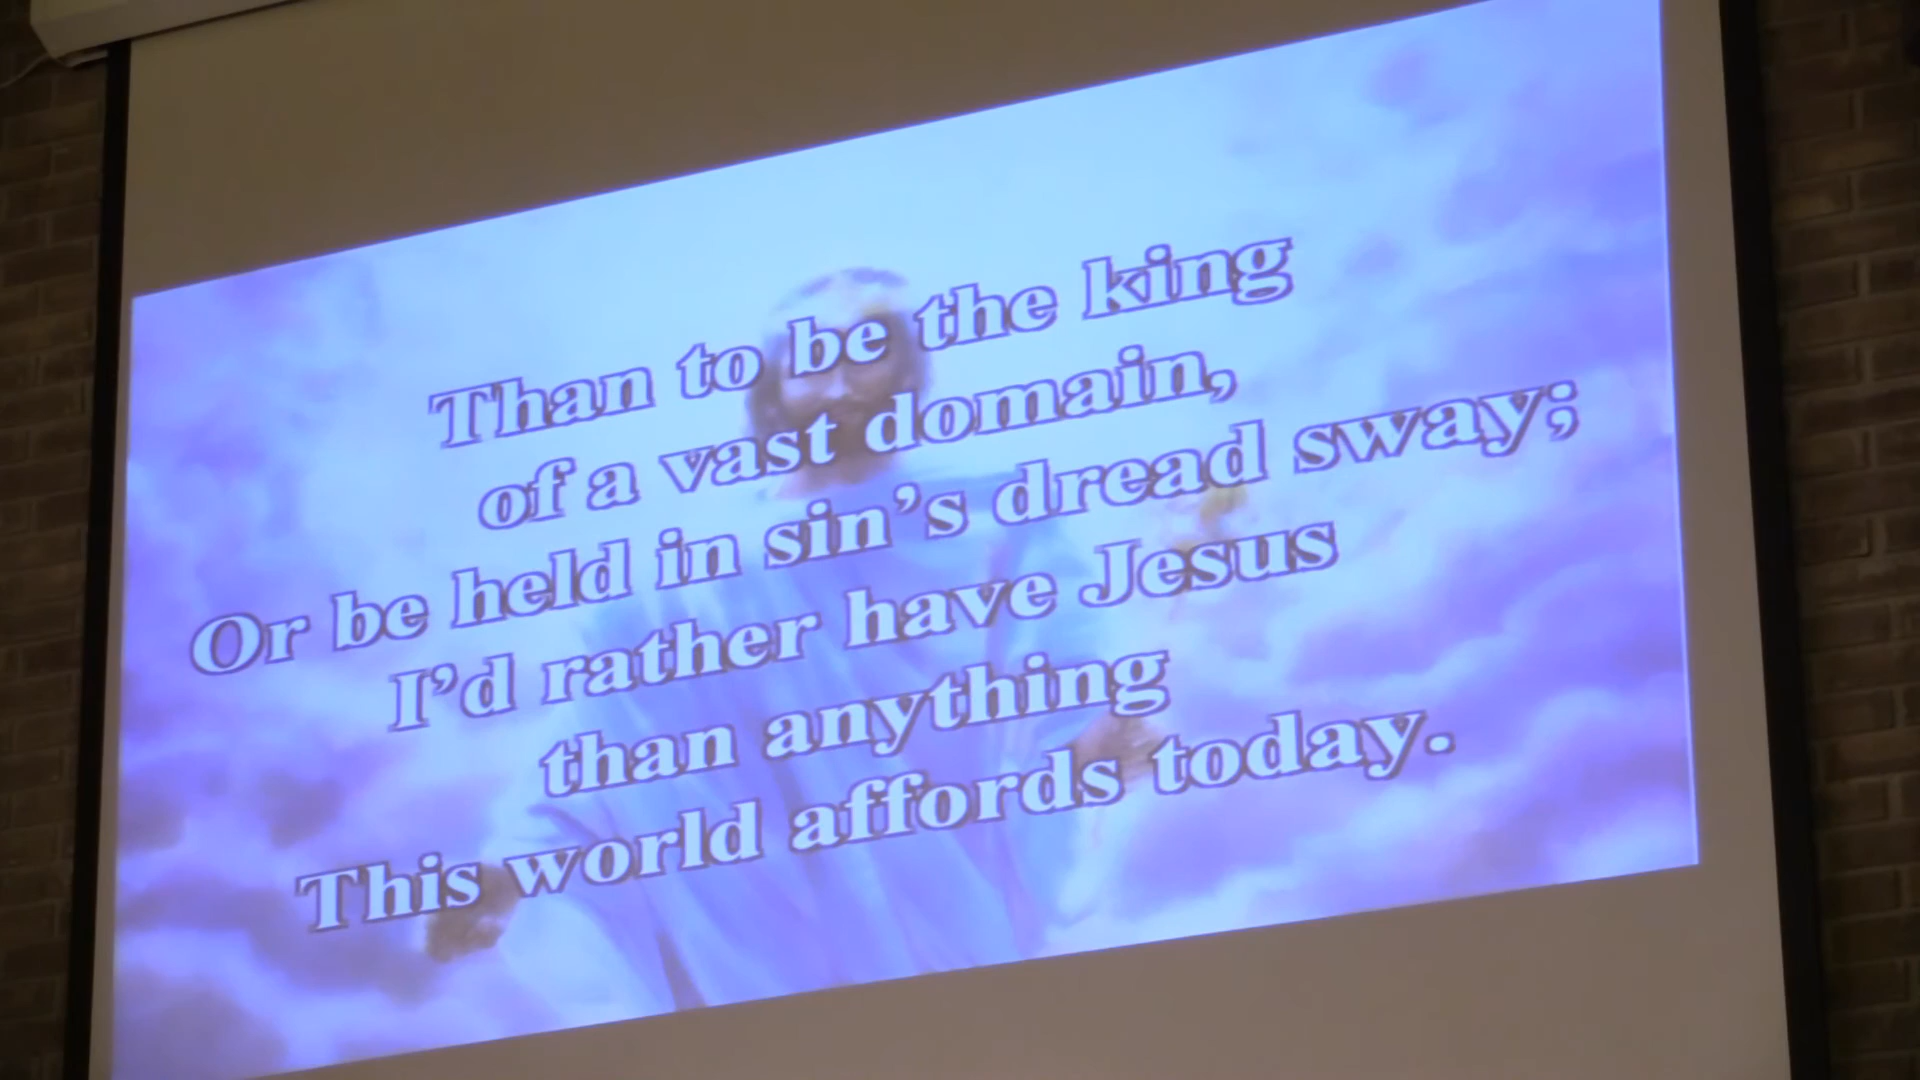 Than to be the king
of a vast domain,
Or be held in sin’s dread sway;
I’d rather have Jesus
than anything
This world affords today.